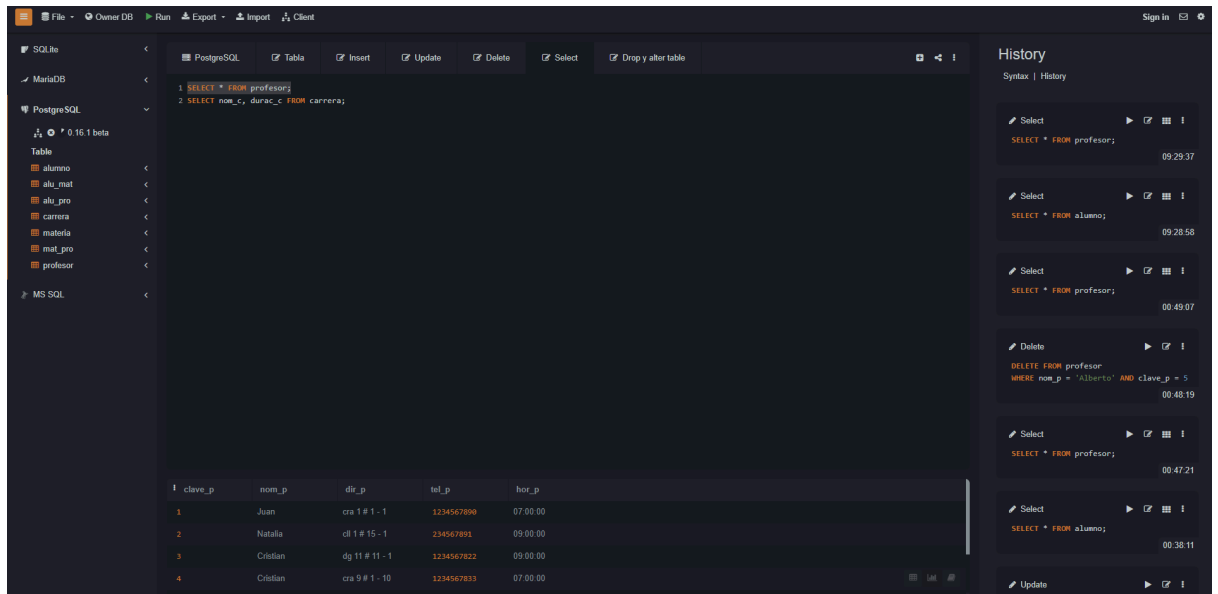 File Owner DB Run Export Import Client Sign in
SQLite
MariaDB
PostgreSQL
0.16.1 beta
Table
alumno
alu_mat
alu_pro
carrera
materia
mat_pro
profesor
MS SQL
PostgreSQL Tabla Insert Update Delete Select Drop y alter table
1 SELECT * FROM profesor;
2 SELECT nom_c, durac_c FROM carrera;
clave_p nom_p dir_p tel_p hor_p
1 Juan cra 1 # 1 - 1 1234567890 07:00:00
2 Natalia cll 1 # 15 - 1 234567891 09:00:00
3 Cristian dg 11 # 11 - 1 1234567822 09:00:00
4 Cristian cra 9 # 1 - 10 1234567833 07:00:00
History
Syntax | History
Select
SELECT * FROM profesor;
09:29:37
Select
SELECT * FROM alumno;
09:28:58
Select
SELECT * FROM profesor;
00:49:07
Delete
DELETE FROM profesor
WHERE nom_p = 'Alberto' AND clave_p = 5
00:48:19
Select
SELECT * FROM profesor;
00:47:21
Select
SELECT * FROM alumno;
00:38:11
Update